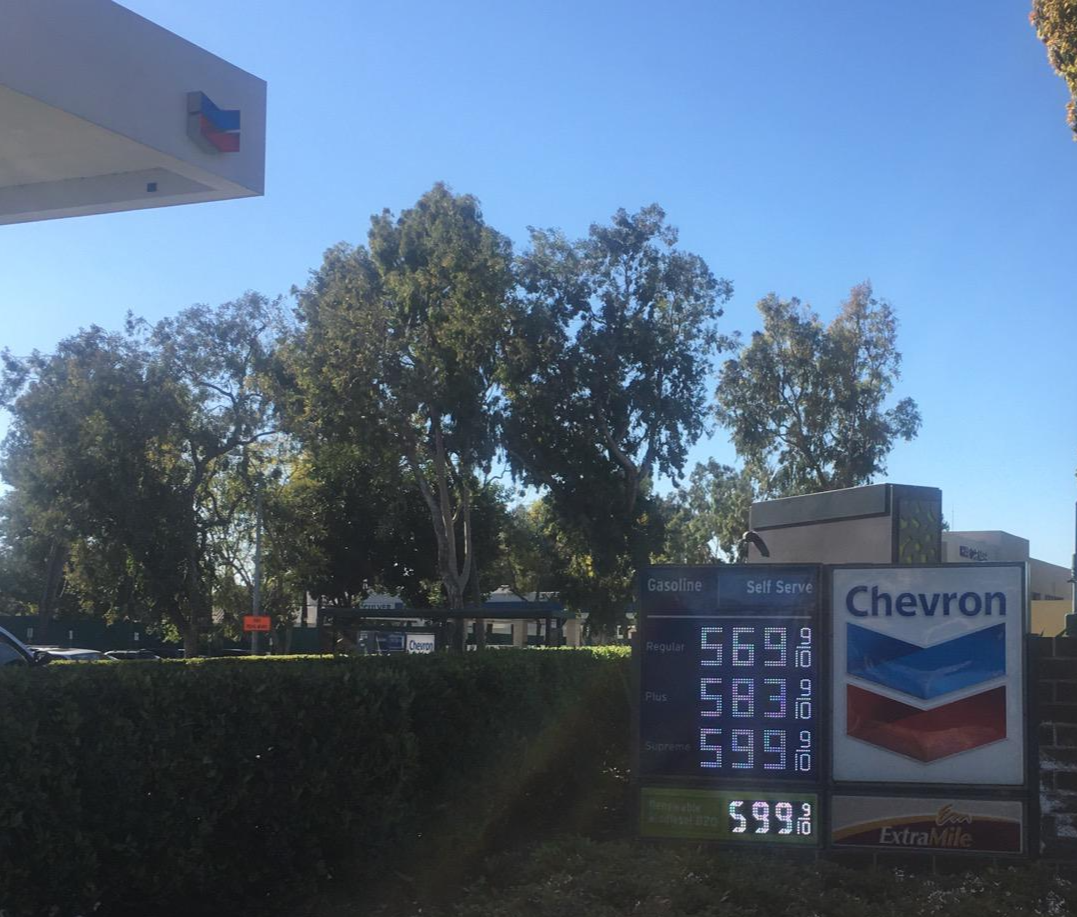 Gasoline Self Serve
Regular 569 9/10
Plus 583 9/10
Supreme 599 9/10
599 9/10
Chevron
ExtraMile
Chevron